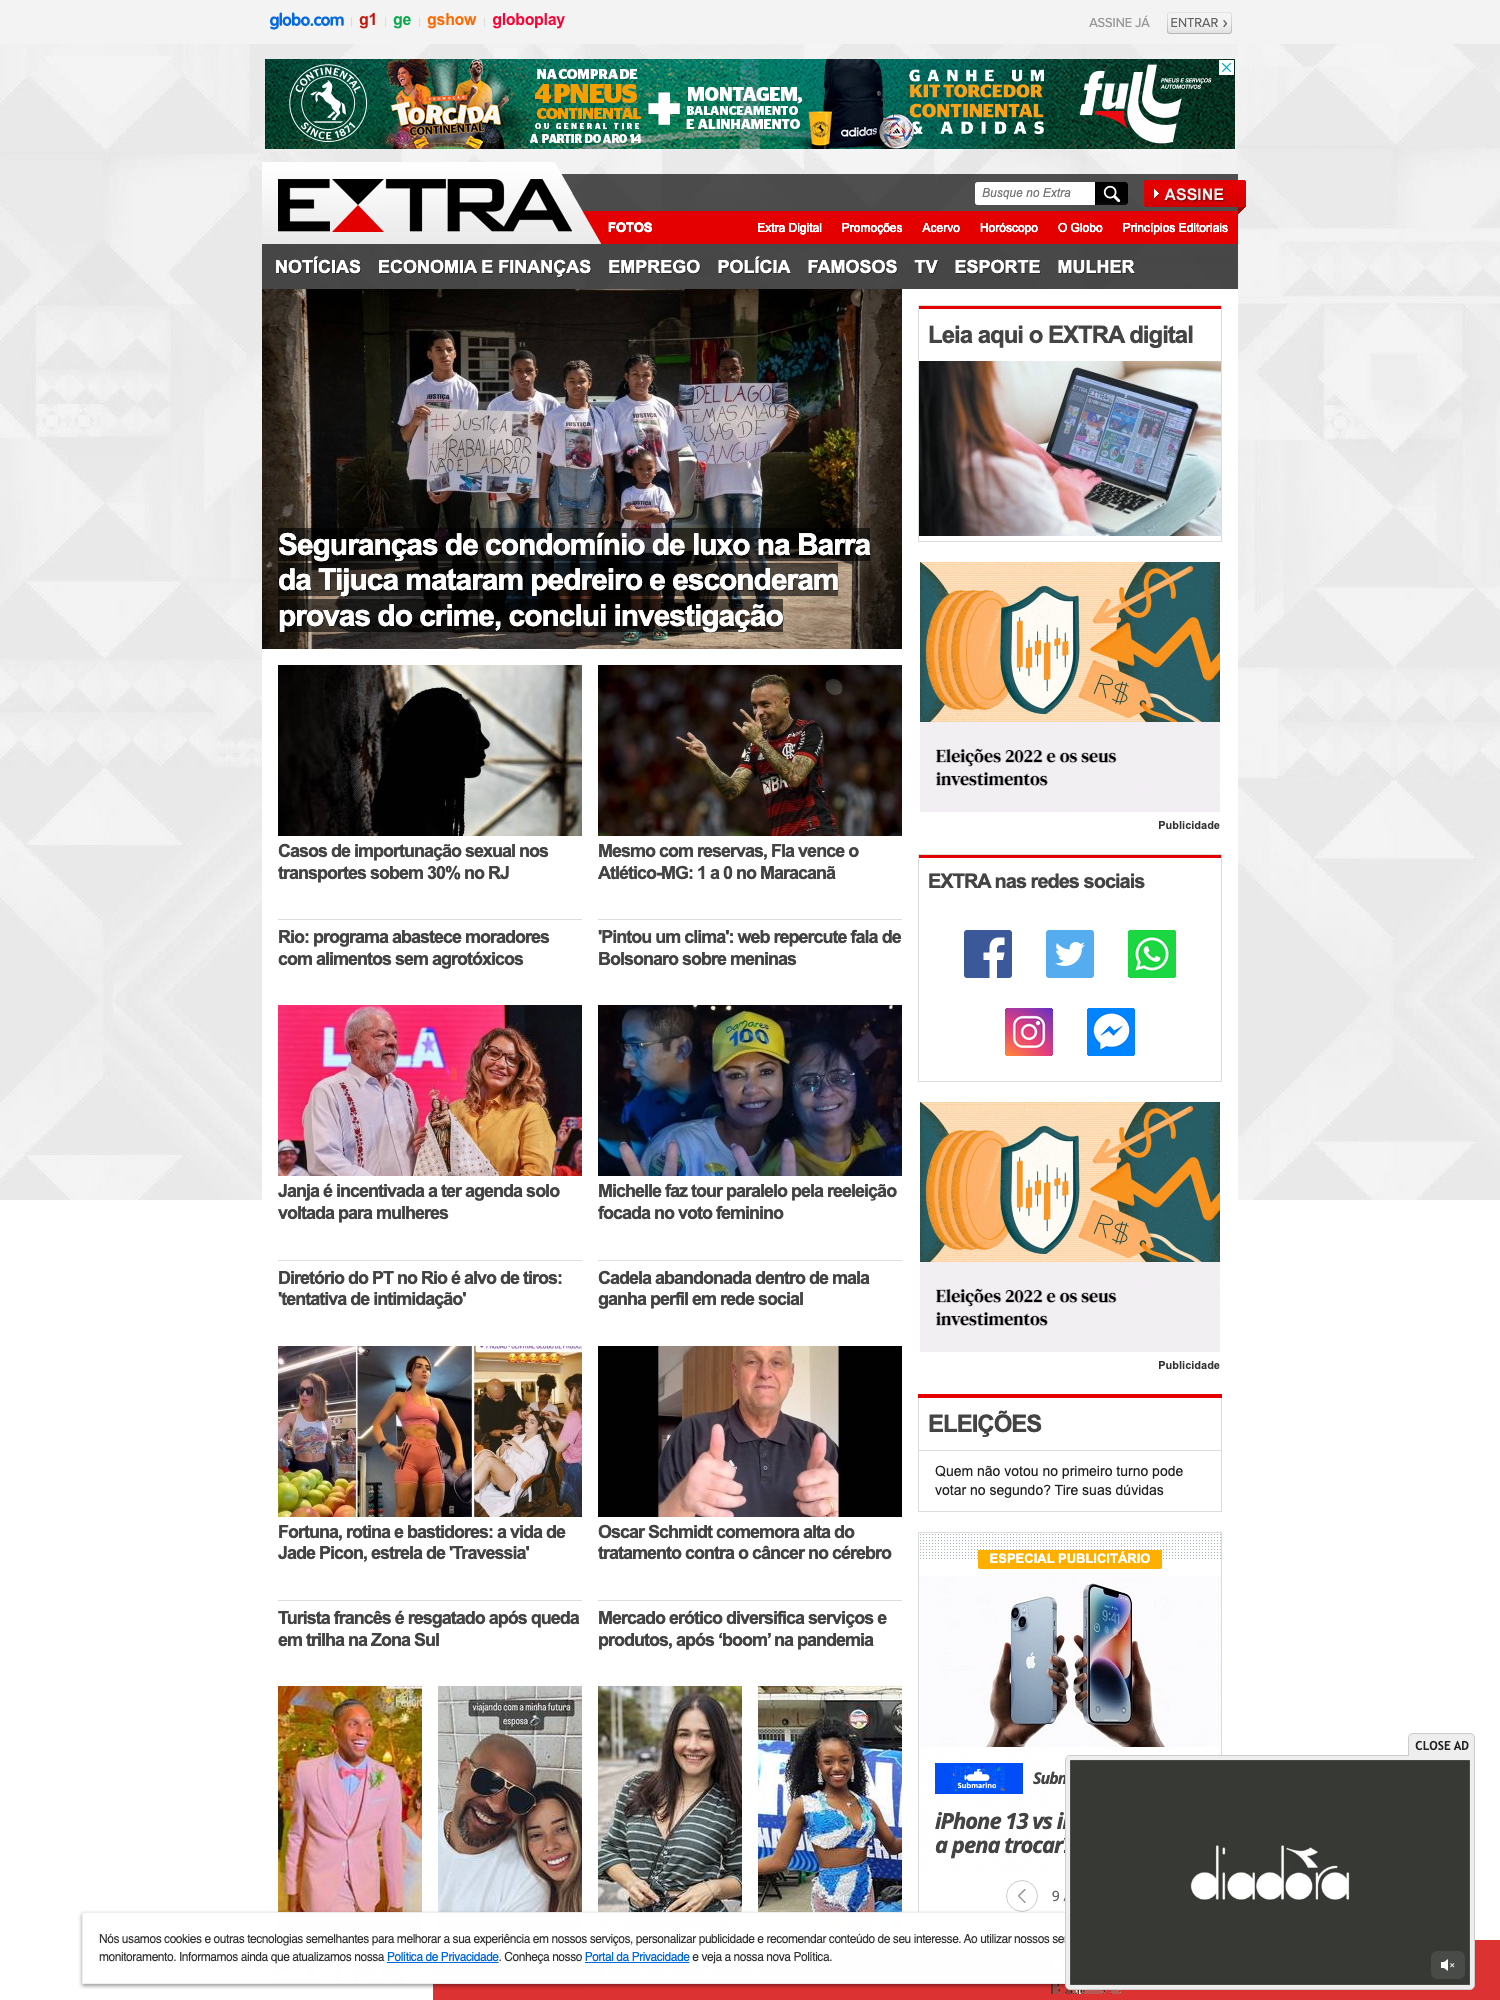 globo.com g1 ge gshow globoplay
ASSINE JÁ ENTRAR ›
CONTINENTAL
SINCE 1871
TORCIDA
CONTINENTAL
NA COMPRA DE
4 PNEUS
CONTINENTAL
OU GENERAL TIRE
A PARTIR DO ARO 14
+
MONTAGEM,
BALANCEAMENTO
E ALINHAMENTO
adidas
GANHE UM
KIT TORCEDOR
CONTINENTAL
& ADIDAS
full
PNEUS E SERVIÇOS
AUTOMOTIVOS
EXTRA
Busque no Extra
ASSINE
FOTOS
Extra Digital Promoções Acervo Horóscopo O Globo Princípios Editoriais
NOTÍCIAS ECONOMIA E FINANÇAS EMPREGO POLÍCIA FAMOSOS TV ESPORTE MULHER
JUSTIÇA
# JUSTIÇA
#TRABALHADOR
NÃO É LADRÃO
DEL LAGO
TEMAS MÃOS
SUJAS DE
SANGUE
Seguranças de condomínio de luxo na Barra
da Tijuca mataram pedreiro e esconderam
provas do crime, conclui investigação
Casos de importunação sexual nos
transportes sobem 30% no RJ
Mesmo com reservas, Fla vence o
Atlético-MG: 1 a 0 no Maracanã
Rio: programa abastece moradores
com alimentos sem agrotóxicos
'Pintou um clima': web repercute fala de
Bolsonaro sobre meninas
Damares
100
Janja é incentivada a ter agenda solo
voltada para mulheres
Michelle faz tour paralelo pela reeleição
focada no voto feminino
Diretório do PT no Rio é alvo de tiros:
'tentativa de intimidação'
Cadela abandonada dentro de mala
ganha perfil em rede social
Fortuna, rotina e bastidores: a vida de
Jade Picon, estrela de 'Travessia'
Oscar Schmidt comemora alta do
tratamento contra o câncer no cérebro
Turista francês é resgatado após queda
em trilha na Zona Sul
Mercado erótico diversifica serviços e
produtos, após ‘boom’ na pandemia
viajando com a minha futura
esposa
Leia aqui o EXTRA digital
EXTRA
R$
Eleições 2022 e os seus
investimentos
Publicidade
EXTRA nas redes sociais
R$
Eleições 2022 e os seus
investimentos
Publicidade
ELEIÇÕES
Quem não votou no primeiro turno pode
votar no segundo? Tire suas dúvidas
ESPECIAL PUBLICITÁRIO
9:41
Submarino
iPhone 13 vs
a pena trocar
9
CLOSE AD
diadora
Nós usamos cookies e outras tecnologias semelhantes para melhorar a sua experiência em nossos serviços, personalizar publicidade e recomendar conteúdo de seu interesse. Ao utilizar nossos
monitoramento. Informamos ainda que atualizamos nossa Política de Privacidade. Conheça nosso Portal da Privacidade e veja a nossa nova Política.